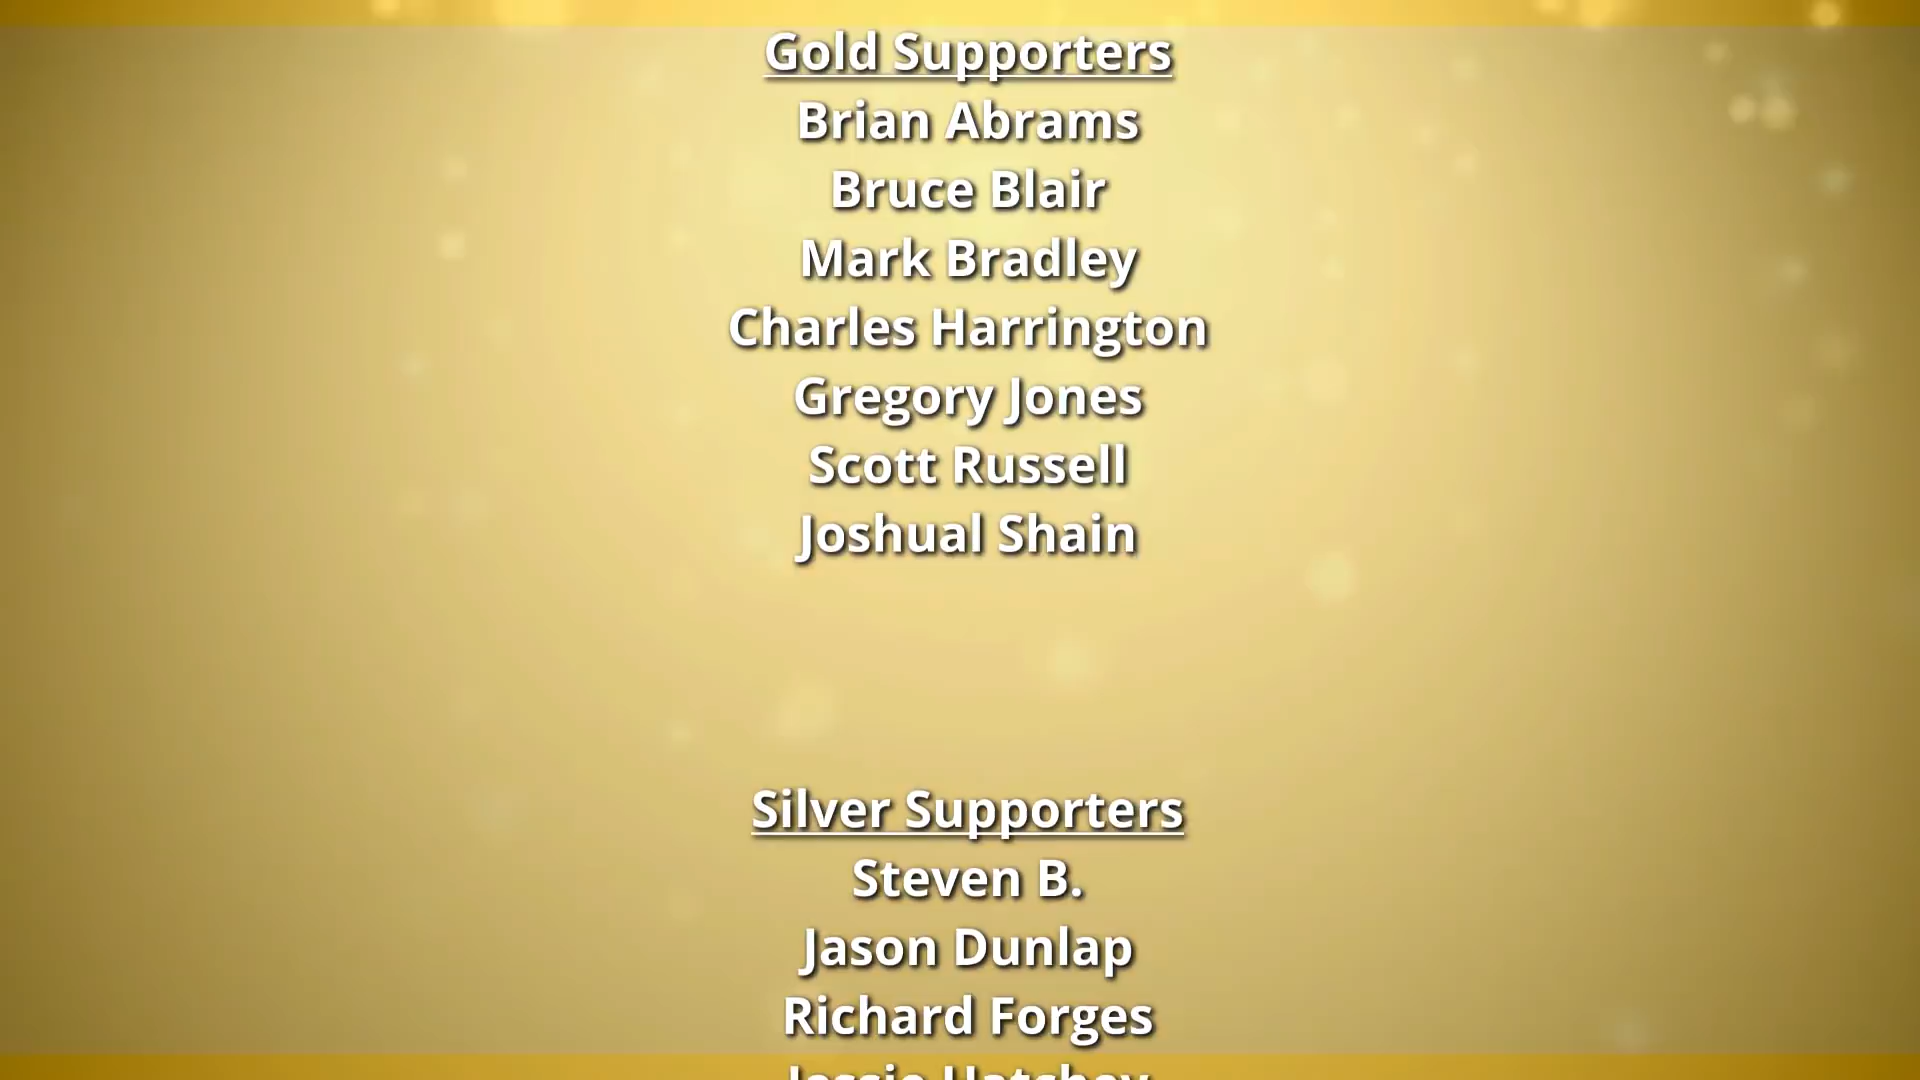 Gold Supporters
Brian Abrams
Bruce Blair
Mark Bradley
Charles Harrington
Gregory Jones
Scott Russell
Joshual Shain
Silver Supporters
Steven B.
Jason Dunlap
Richard Forges